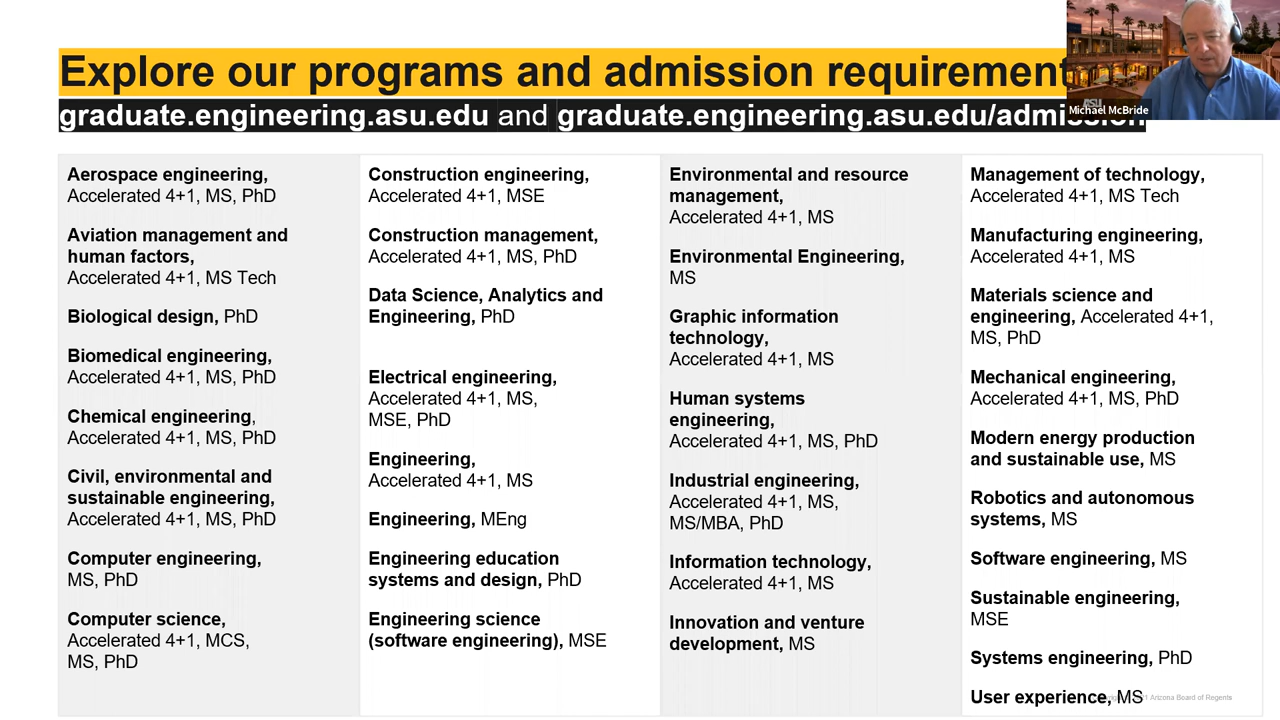 Explore our programs and admission requirement
graduate.engineering.asu.edu and graduate.engineering.asu.edu/admission
ASU
Michael McBride
Aerospace engineering,
Accelerated 4+1, MS, PhD
Aviation management and
human factors,
Accelerated 4+1, MS Tech
Biological design, PhD
Biomedical engineering,
Accelerated 4+1, MS, PhD
Chemical engineering,
Accelerated 4+1, MS, PhD
Civil, environmental and
sustainable engineering,
Accelerated 4+1, MS, PhD
Computer engineering,
MS, PhD
Computer science,
Accelerated 4+1, MCS,
MS, PhD
Construction engineering,
Accelerated 4+1, MSE
Construction management,
Accelerated 4+1, MS, PhD
Data Science, Analytics and
Engineering, PhD
Electrical engineering,
Accelerated 4+1, MS,
MSE, PhD
Engineering,
Accelerated 4+1, MS
Engineering, MEng
Engineering education
systems and design, PhD
Engineering science
(software engineering), MSE
Environmental and resource
management,
Accelerated 4+1, MS
Environmental Engineering,
MS
Graphic information
technology,
Accelerated 4+1, MS
Human systems
engineering,
Accelerated 4+1, MS, PhD
Industrial engineering,
Accelerated 4+1, MS,
MS/MBA, PhD
Information technology,
Accelerated 4+1, MS
Innovation and venture
development, MS
Management of technology,
Accelerated 4+1, MS Tech
Manufacturing engineering,
Accelerated 4+1, MS
Materials science and
engineering, Accelerated 4+1,
MS, PhD
Mechanical engineering,
Accelerated 4+1, MS, PhD
Modern energy production
and sustainable use, MS
Robotics and autonomous
systems, MS
Software engineering, MS
Sustainable engineering,
MSE
Systems engineering, PhD
User experience, MS
Arizona Board of Regents